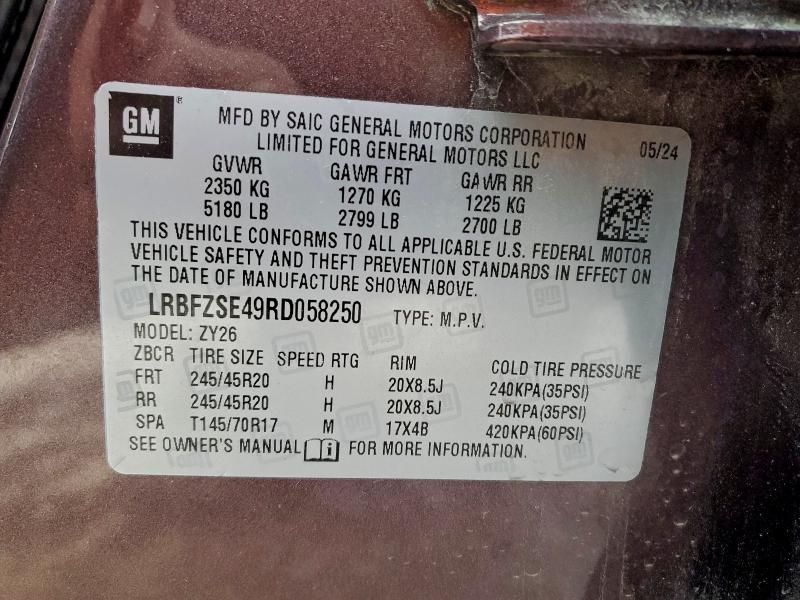 GM ®
MFD BY SAIC GENERAL MOTORS CORPORATION
LIMITED FOR GENERAL MOTORS LLC
05/24
GVWR GAWR FRT GAWR RR
2350 KG 1270 KG 1225 KG
5180 LB 2799 LB 2700 LB
THIS VEHICLE CONFORMS TO ALL APPLICABLE U.S. FEDERAL MOTOR
VEHICLE SAFETY AND THEFT PREVENTION STANDARDS IN EFFECT ON
THE DATE OF MANUFACTURE SHOWN ABOVE.
LRBFZSE49RD058250 TYPE: M.P.V.
MODEL: ZY26
ZBCR TIRE SIZE SPEED RTG RIM COLD TIRE PRESSURE
FRT 245/45R20 H 20X8.5J 240KPA(35PSI)
RR 245/45R20 H 20X8.5J 240KPA(35PSI)
SPA T145/70R17 M 17X4B 420KPA(60PSI)
SEE OWNER'S MANUAL i FOR MORE INFORMATION.